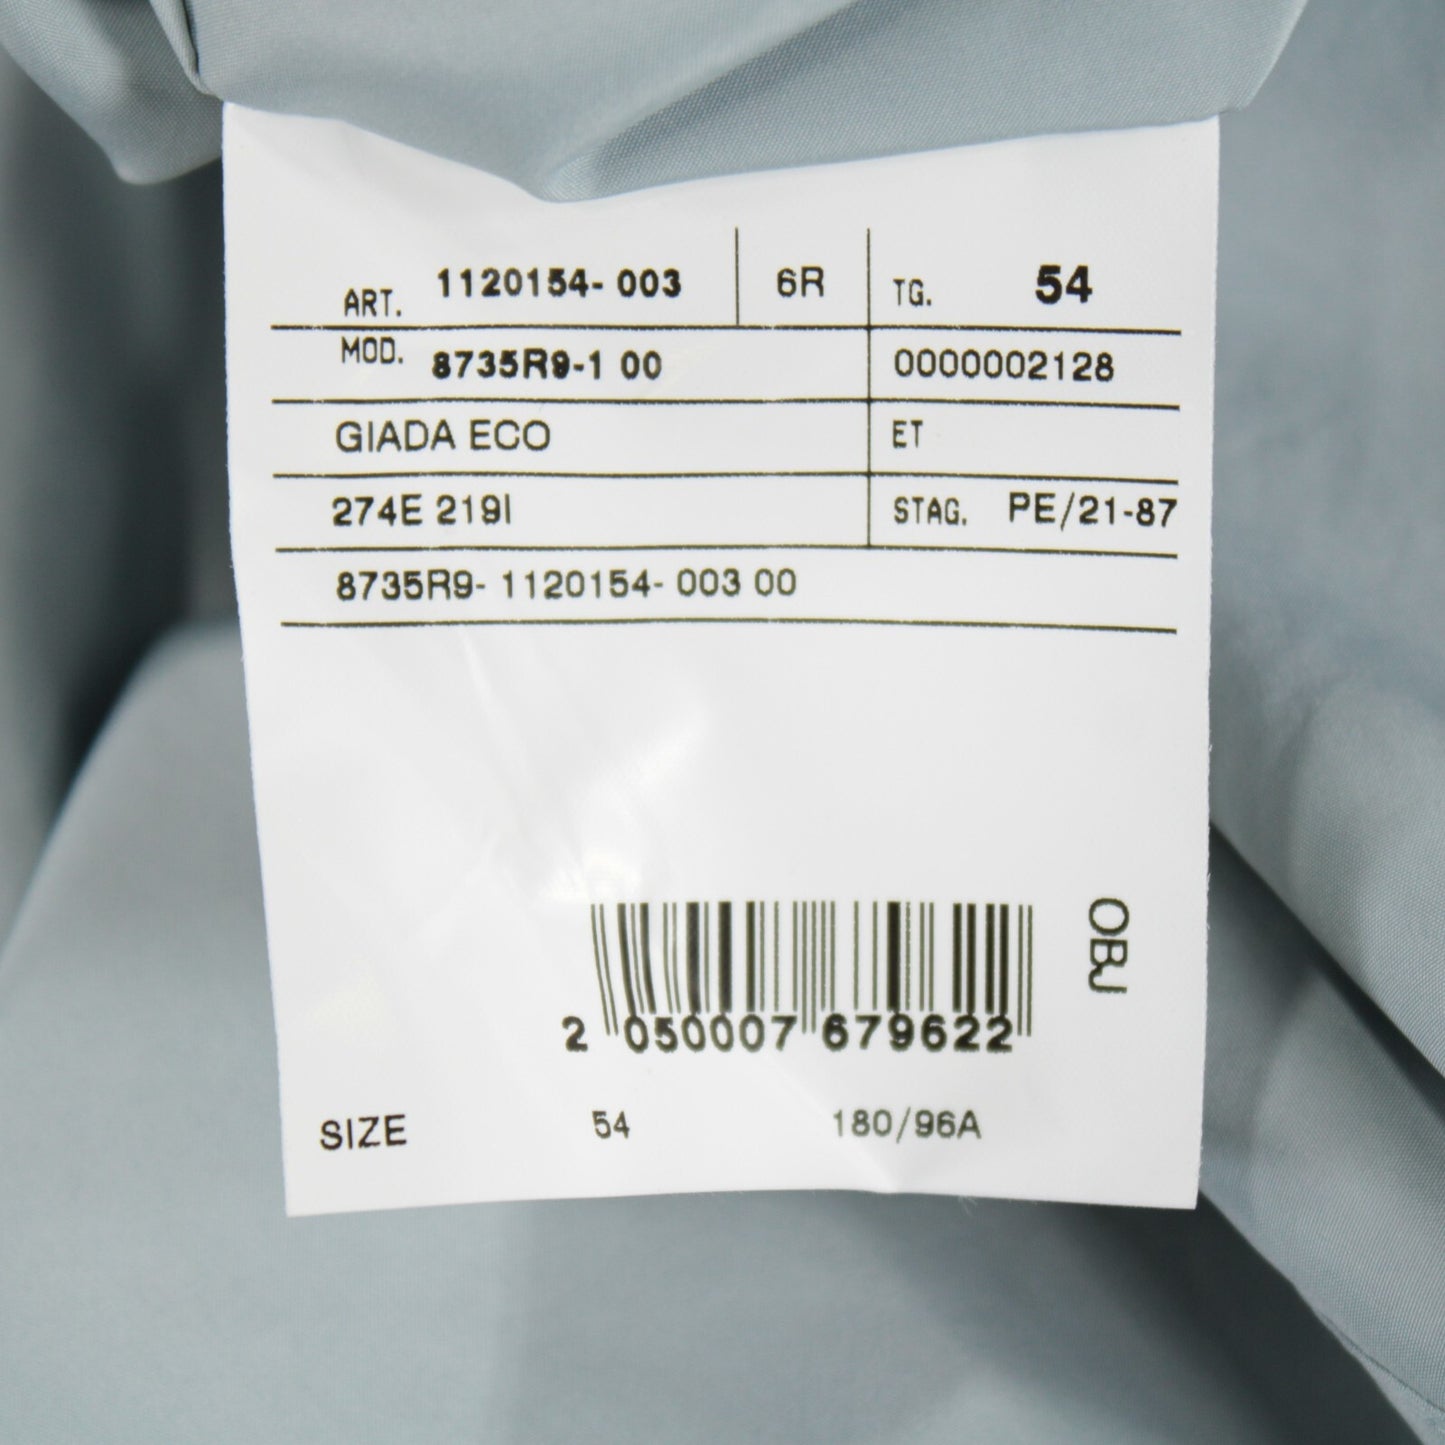 ART. 1120154- 003 6R TG. 54
MOD. 8735R9-1 00 0000002128
GIADA ECO ET
274E 219I STAG. PE/21-87
8735R9- 1120154- 003 00
OBJ
2 050007 679622
SIZE 54 180/96A